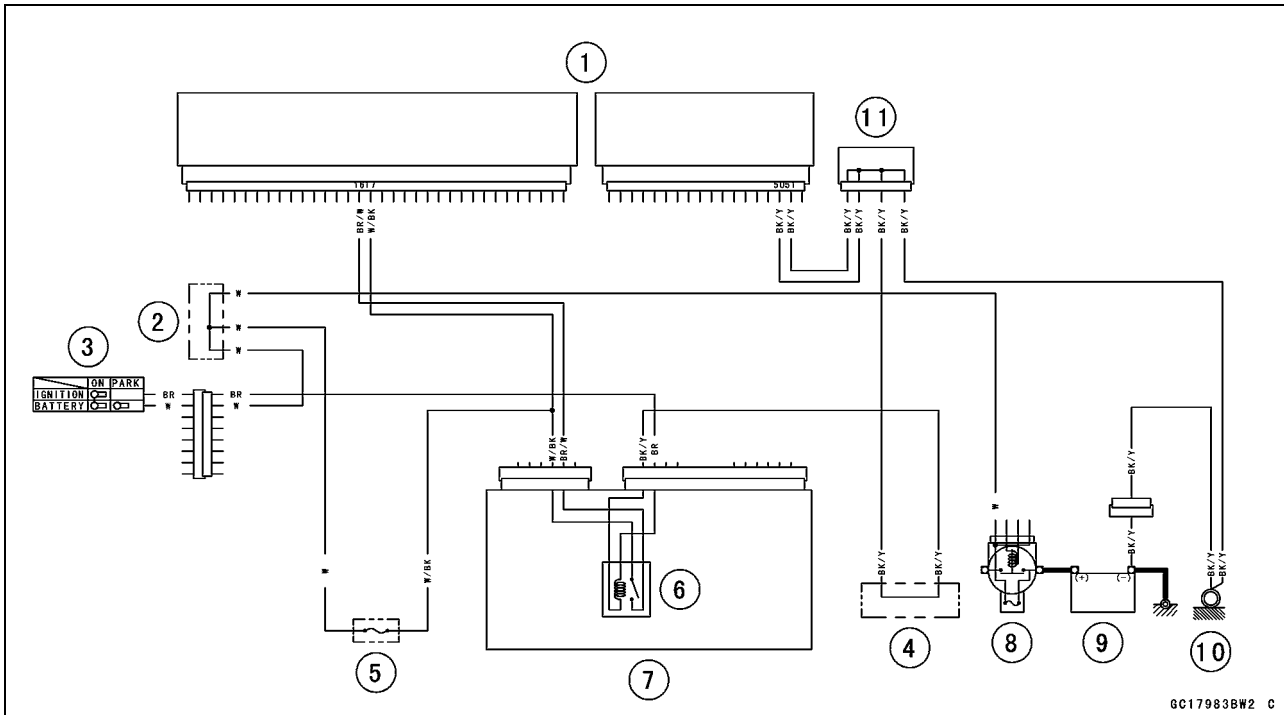 1
11
1617
5051
BR/W
W/BK
BK/Y
BK/Y
BK/Y
BK/Y
BK/Y
BK/Y
W
2
W
W
3
ON PARK
IGNITION
BATTERY
BR
W
BR
W
W/BK
BR/W
BK/Y
BR
BK/Y
W
BK/Y
W
W/BK
BK/Y
BK/Y
BK/Y
BK/Y
(+)
(-)
6
5
7
4
8
9
10
GC17983BW2 C